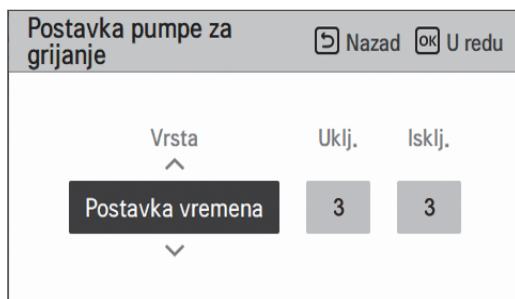 Postavka pumpe za
grijanje
Nazad OK U redu
Vrsta Uklj. Isklj.
Postavka vremena 3 3